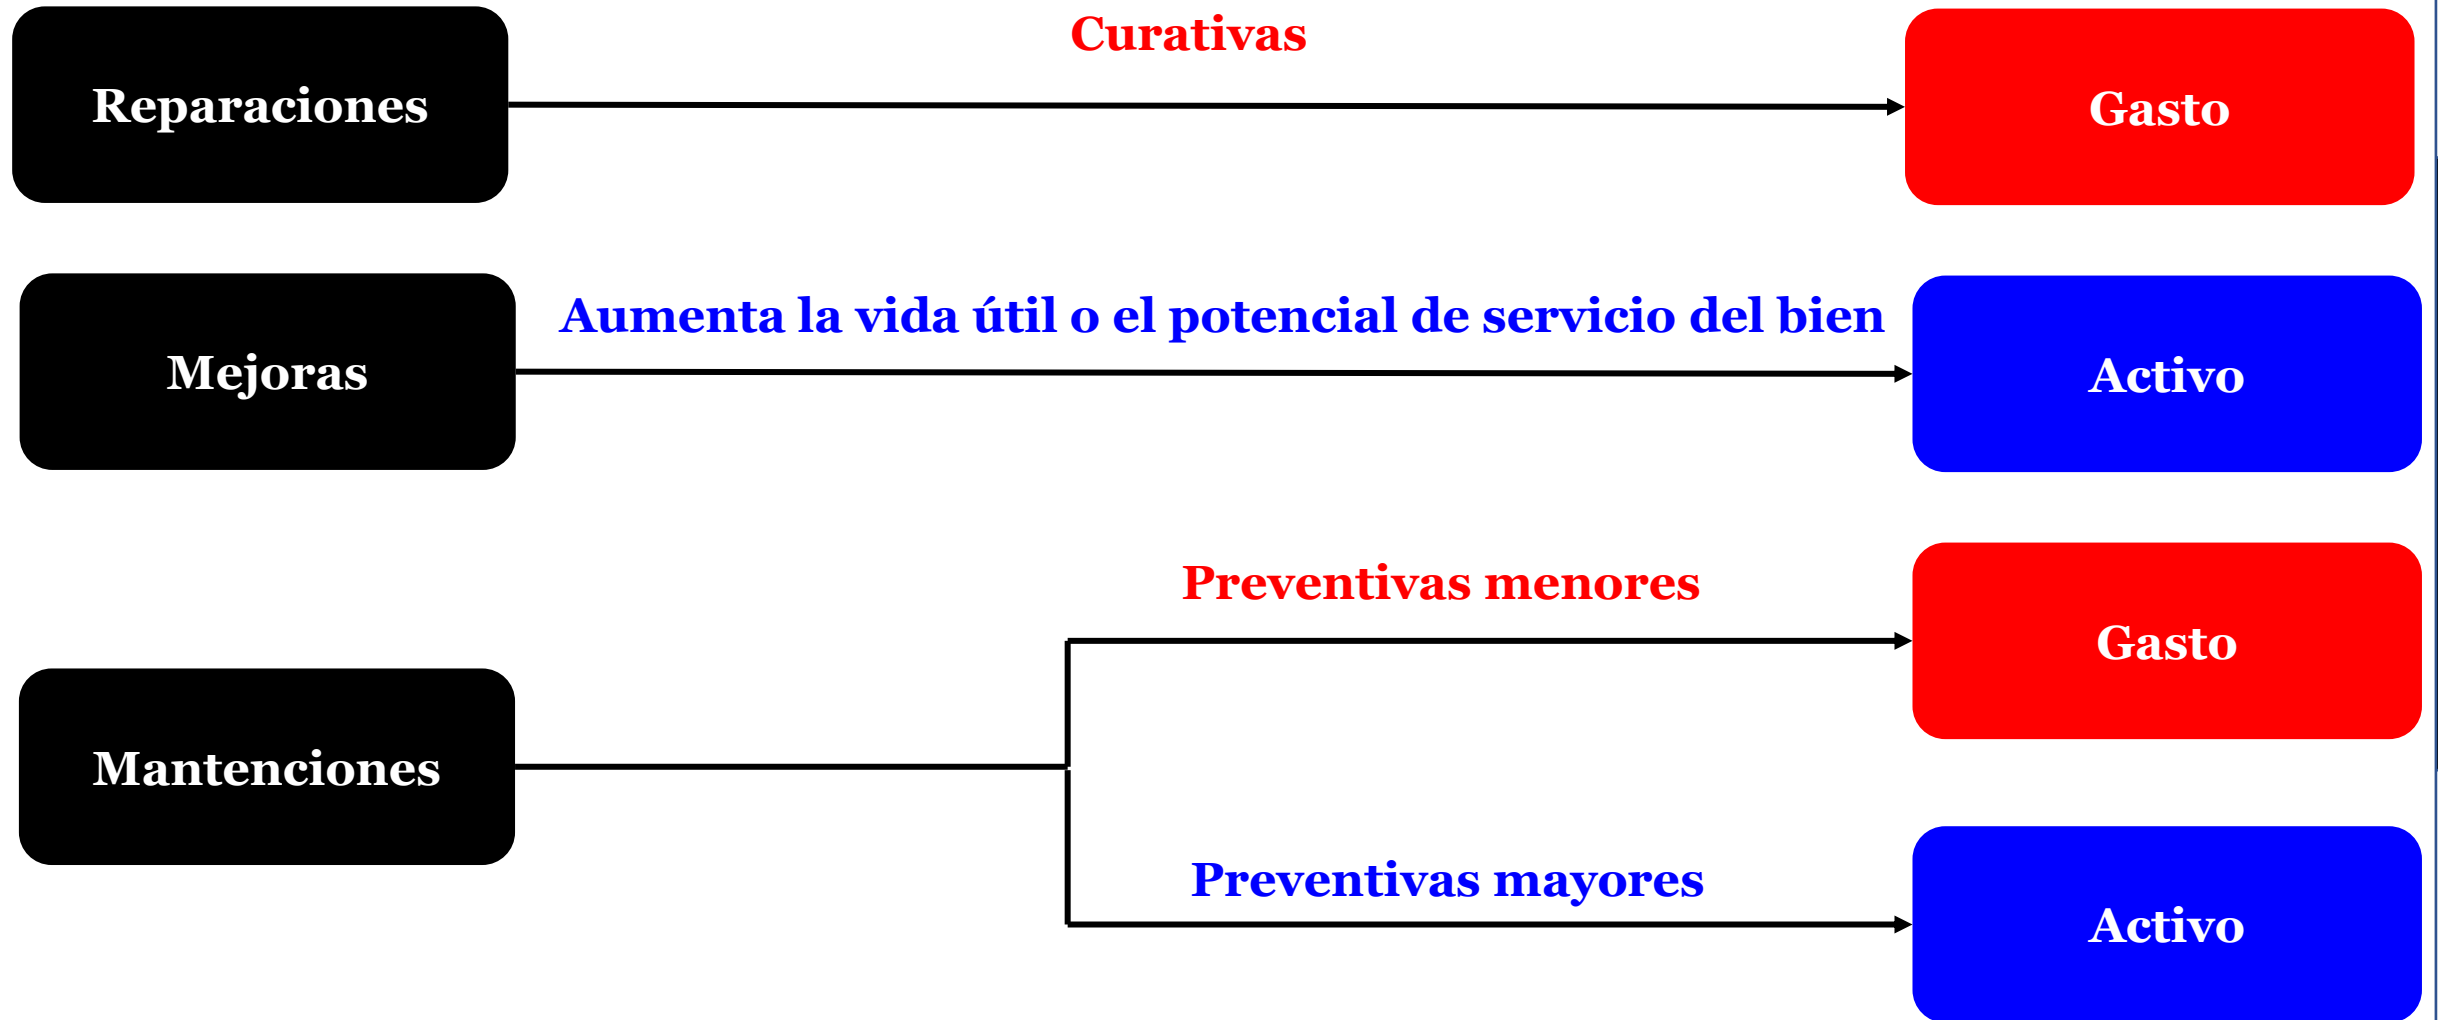 Curativas
Reparaciones
Gasto
Aumenta la vida útil o el potencial de servicio del bien
Mejoras
Activo
Preventivas menores
Gasto
Mantenciones
Preventivas mayores
Activo